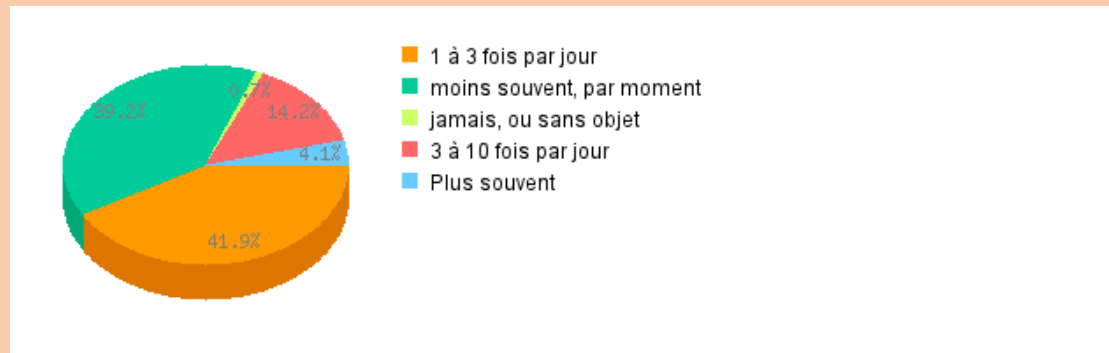 1 à 3 fois par jour
moins souvent, par moment
jamais, ou sans objet
3 à 10 fois par jour
Plus souvent
0.7%
39.2%
14.2%
4.1%
41.9%